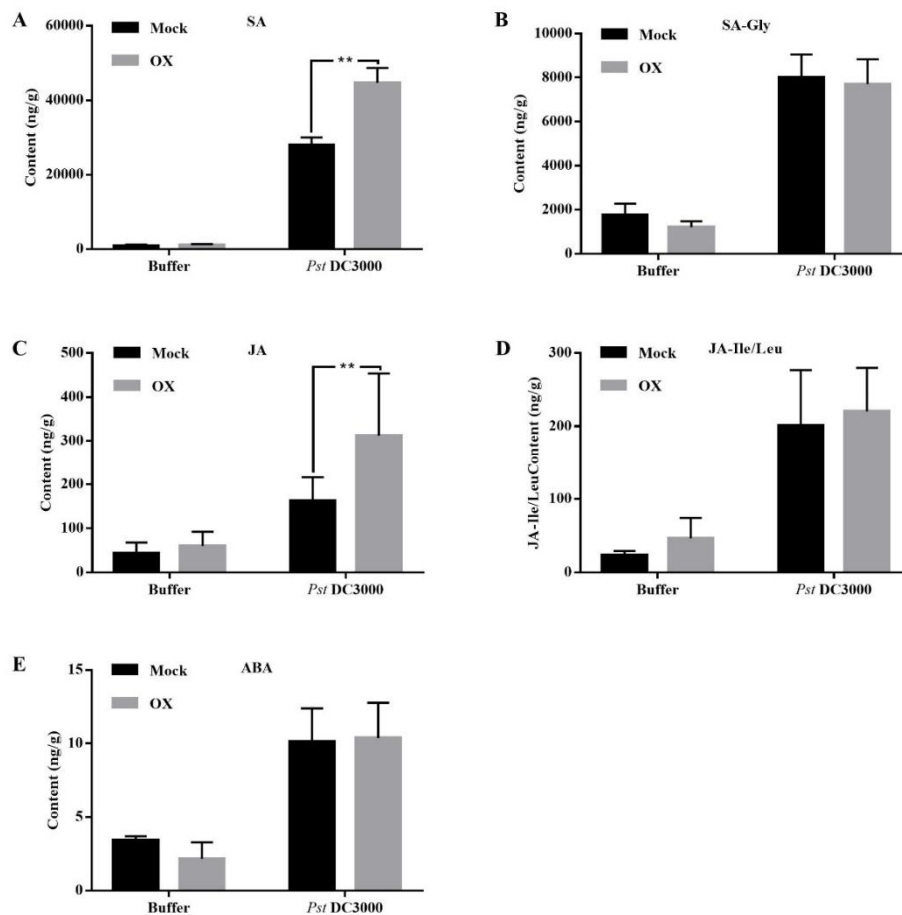 A
SA
Mock
OX
**
60000
40000
20000
0
Content (ng/g)
Buffer
Pst DC3000
B
SA-Gly
Mock
OX
10000
8000
6000
4000
2000
0
Content (ng/g)
Buffer
Pst DC3000
C
JA
Mock
OX
**
500
400
300
200
100
0
Content (ng/g)
Buffer
Pst DC3000
D
JA-Ile/Leu
Mock
OX
300
200
100
0
JA-Ile/LeuContent (ng/g)
Buffer
Pst DC3000
E
ABA
Mock
OX
15
10
5
0
Content (ng/g)
Buffer
Pst DC3000